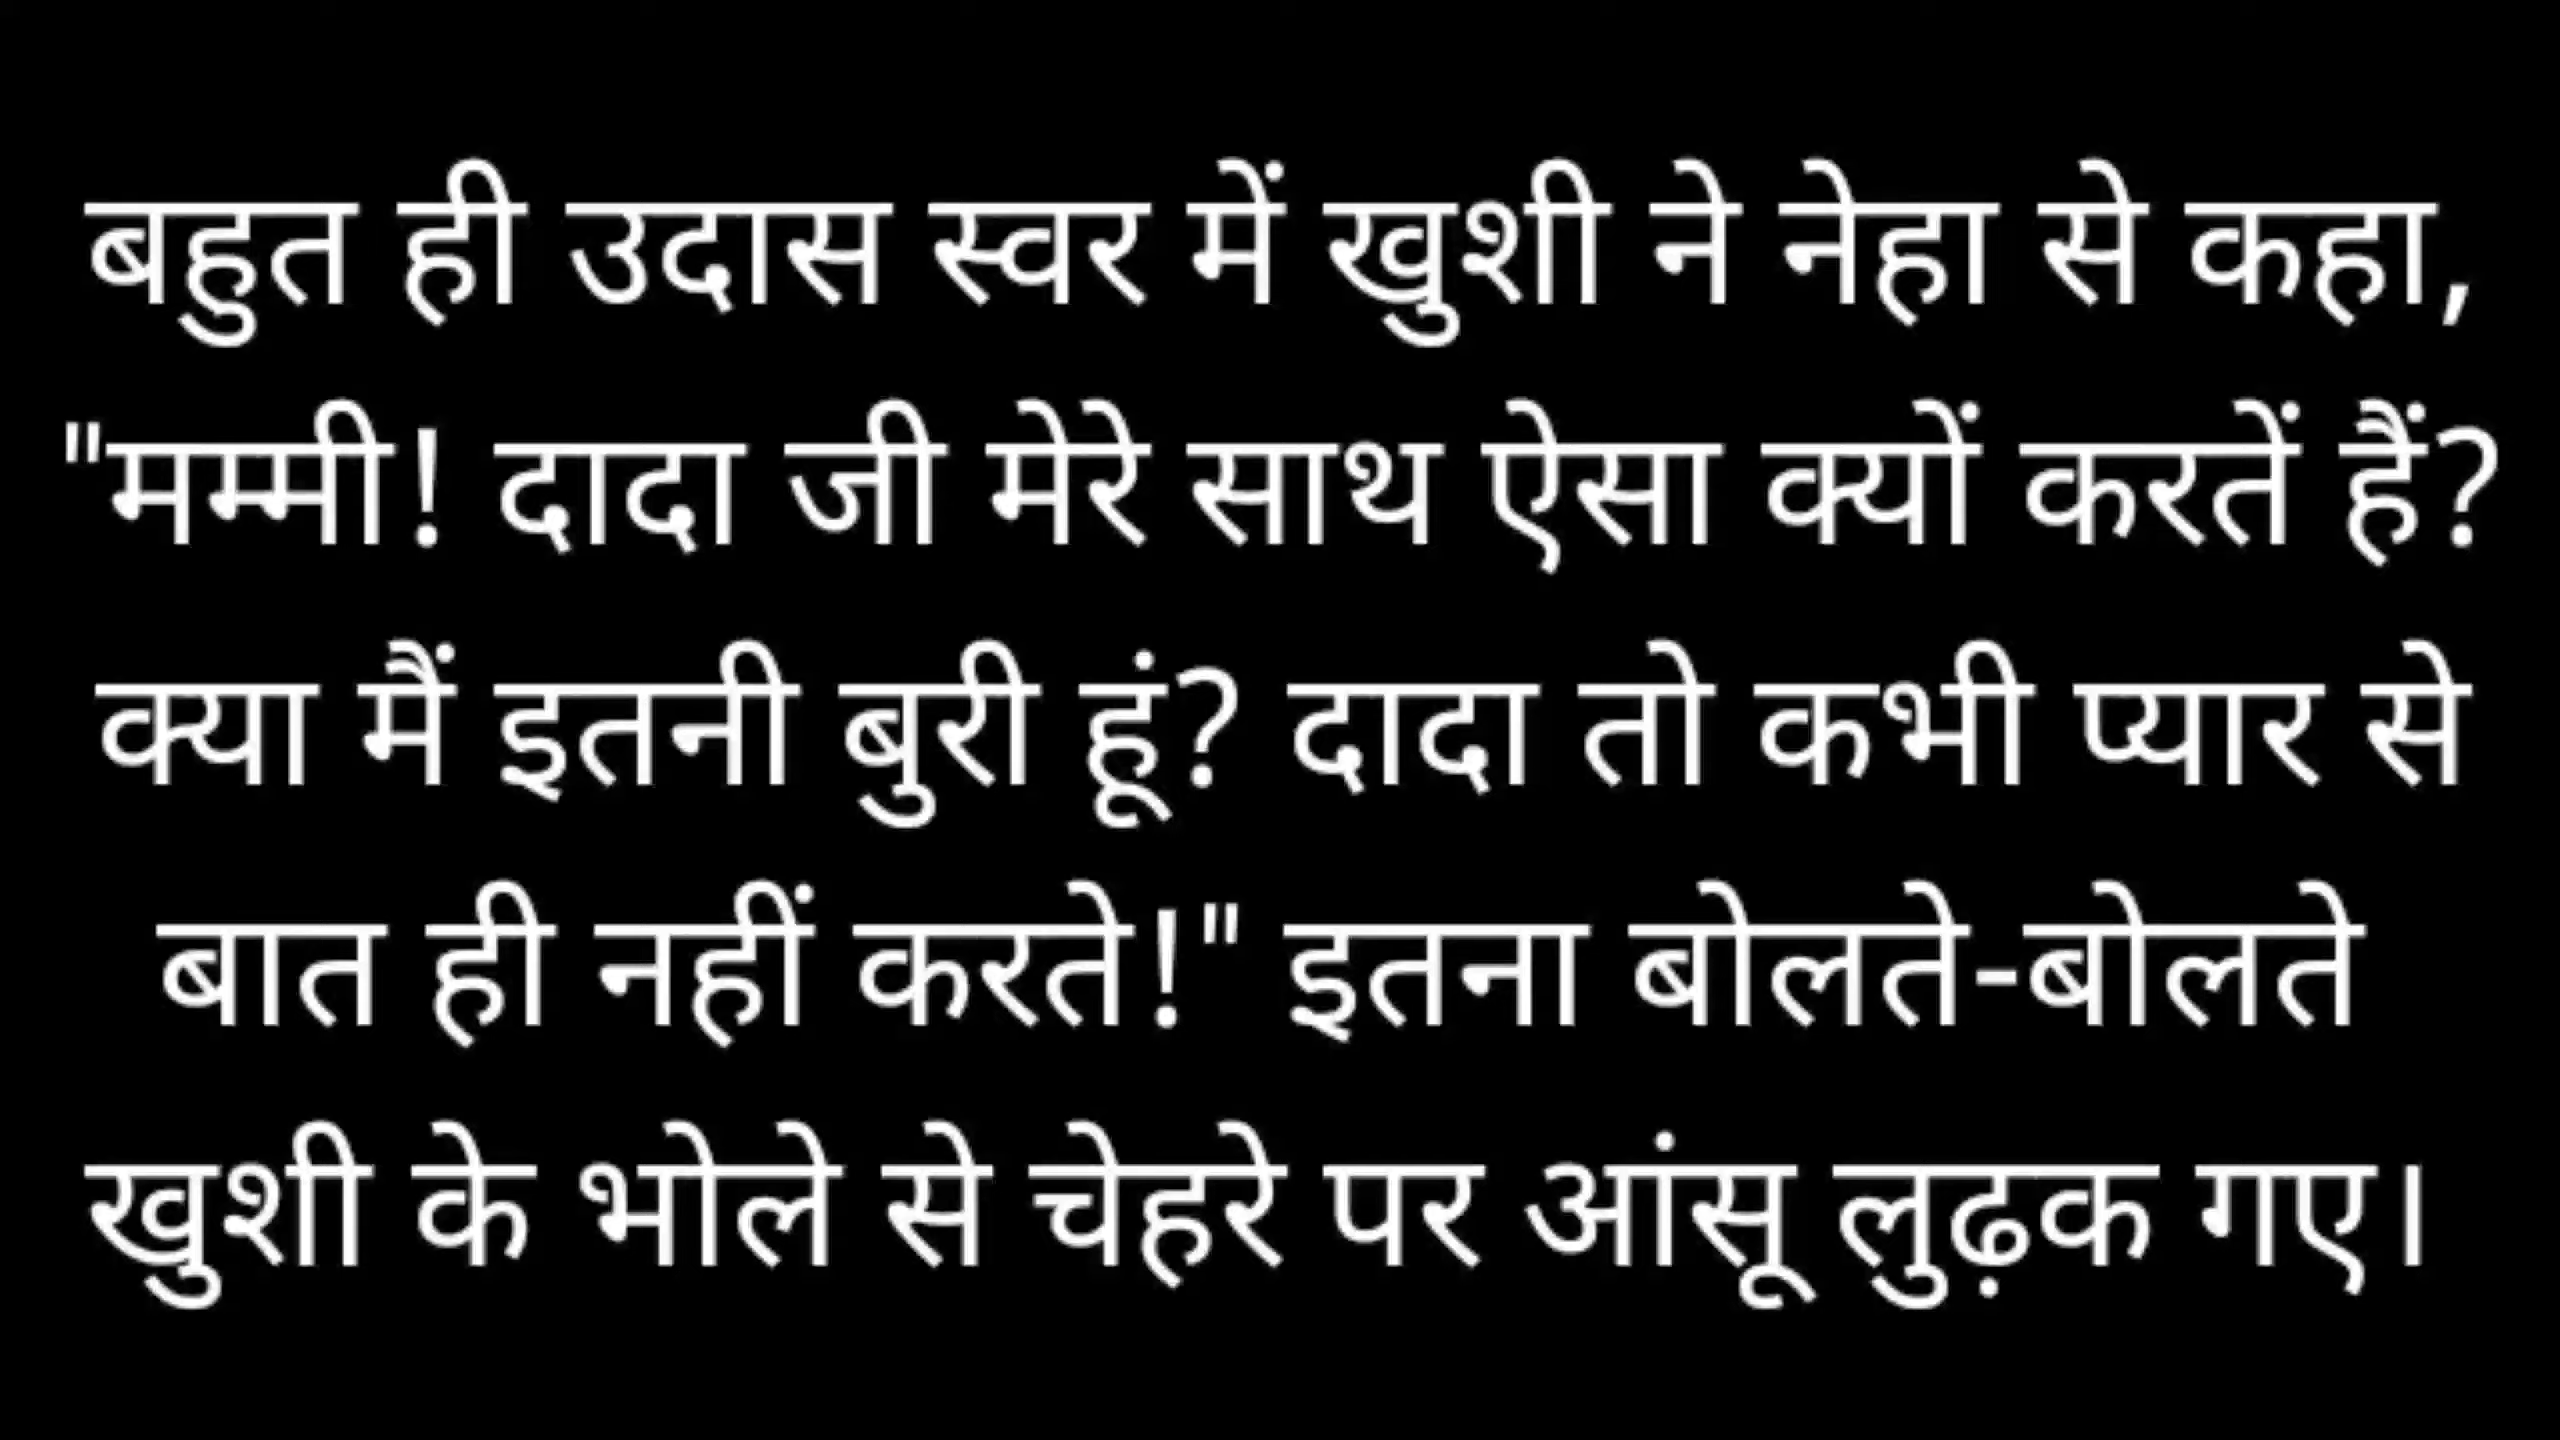 बहुत ही उदास स्वर में खुशी ने नेहा से कहा,
"मम्मी! दादा जी मेरे साथ ऐसा क्यों करतें हैं?
क्या मैं इतनी बुरी हूं? दादा तो कभी प्यार से
बात ही नहीं करते!" इतना बोलते-बोलते
खुशी के भोले से चेहरे पर आंसू लुढ़क गए।